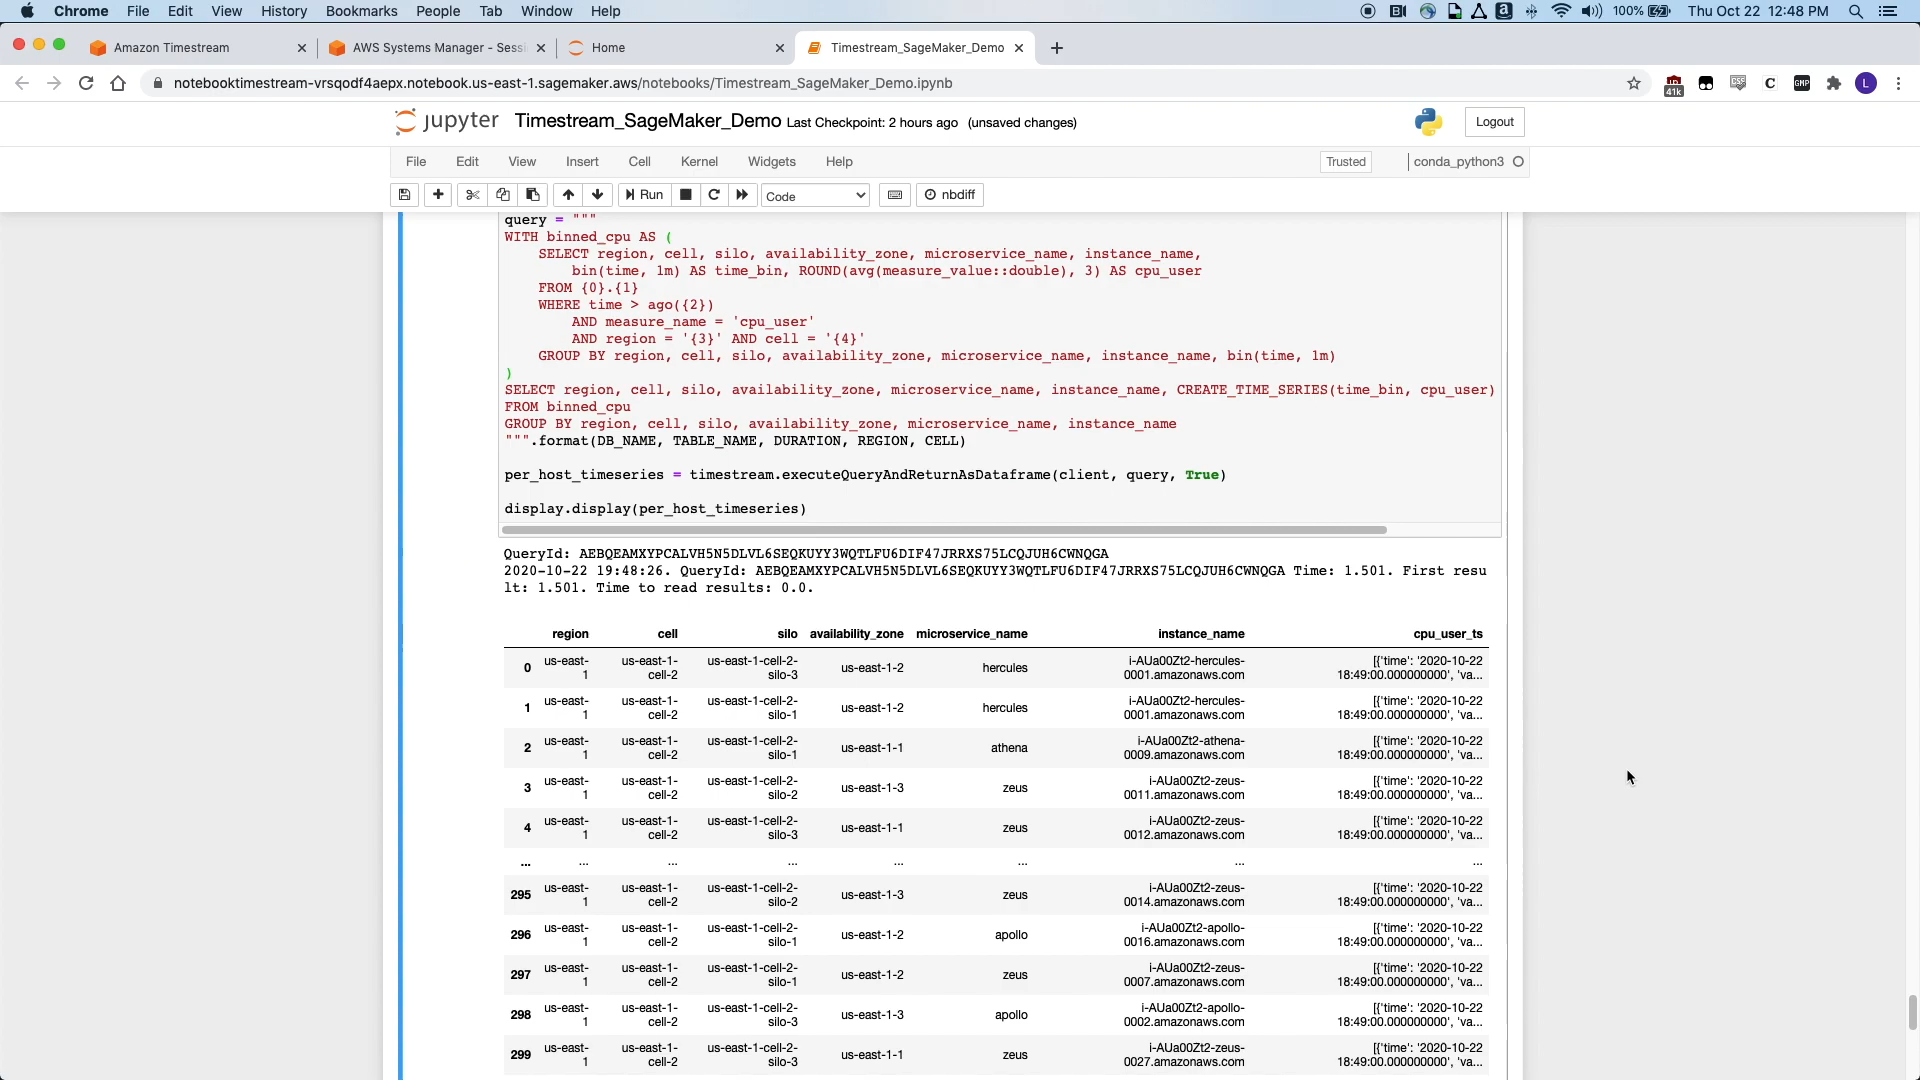 Chrome File Edit View History Bookmarks People Tab Window Help 100% Thu Oct 22 12:48 PM
Amazon Timestream AWS Systems Manager - Sessi Home Timestream_SageMaker_Demo
notebooktimestream-vrsqodf4aepx.notebook.us-east-1.sagemaker.aws/notebooks/Timestream_SageMaker_Demo.ipynb 41k C GMP L
jupyter Timestream_SageMaker_Demo Last Checkpoint: 2 hours ago (unsaved changes) Logout
File Edit View Insert Cell Kernel Widgets Help Trusted conda_python3
Run Code nbdiff
query = """
WITH binned_cpu AS (
SELECT region, cell, silo, availability_zone, microservice_name, instance_name,
bin(time, 1m) AS time_bin, ROUND(avg(measure_value::double), 3) AS cpu_user
FROM {0}.{1}
WHERE time > ago({2})
AND measure_name = 'cpu_user'
AND region = '{3}' AND cell = '{4}'
GROUP BY region, cell, silo, availability_zone, microservice_name, instance_name, bin(time, 1m)
)
SELECT region, cell, silo, availability_zone, microservice_name, instance_name, CREATE_TIME_SERIES(time_bin, cpu_user)
FROM binned_cpu
GROUP BY region, cell, silo, availability_zone, microservice_name, instance_name
""".format(DB_NAME, TABLE_NAME, DURATION, REGION, CELL)
per_host_timeseries = timestream.executeQueryAndReturnAsDataframe(client, query, True)
display.display(per_host_timeseries)
QueryId: AEBQEAMXYPCALVH5N5DLVL6SEQKUYY3WQTLFU6DIF47JRRXS75LCQJUH6CWNQGA
2020-10-22 19:48:26. QueryId: AEBQEAMXYPCALVH5N5DLVL6SEQKUYY3WQTLFU6DIF47JRRXS75LCQJUH6CWNQGA Time: 1.501. First resu
lt: 1.501. Time to read results: 0.0.
region cell silo availability_zone microservice_name instance_name cpu_user_ts
0 us-east-1 us-east-1-cell-2 us-east-1-cell-2-silo-3 us-east-1-2 hercules i-AUa00Zt2-hercules-0001.amazonaws.com [{'time': '2020-10-22 18:49:00.000000000', 'va...
1 us-east-1 us-east-1-cell-2 us-east-1-cell-2-silo-1 us-east-1-2 hercules i-AUa00Zt2-hercules-0001.amazonaws.com [{'time': '2020-10-22 18:49:00.000000000', 'va...
2 us-east-1 us-east-1-cell-2 us-east-1-cell-2-silo-1 us-east-1-1 athena i-AUa00Zt2-athena-0009.amazonaws.com [{'time': '2020-10-22 18:49:00.000000000', 'va...
3 us-east-1 us-east-1-cell-2 us-east-1-cell-2-silo-2 us-east-1-3 zeus i-AUa00Zt2-zeus-0011.amazonaws.com [{'time': '2020-10-22 18:49:00.000000000', 'va...
4 us-east-1 us-east-1-cell-2 us-east-1-cell-2-silo-3 us-east-1-1 zeus i-AUa00Zt2-zeus-0012.amazonaws.com [{'time': '2020-10-22 18:49:00.000000000', 'va...
... ... ... ... ... ... ... ...
295 us-east-1 us-east-1-cell-2 us-east-1-cell-2-silo-2 us-east-1-3 zeus i-AUa00Zt2-zeus-0014.amazonaws.com [{'time': '2020-10-22 18:49:00.000000000', 'va...
296 us-east-1 us-east-1-cell-2 us-east-1-cell-2-silo-1 us-east-1-2 apollo i-AUa00Zt2-apollo-0016.amazonaws.com [{'time': '2020-10-22 18:49:00.000000000', 'va...
297 us-east-1 us-east-1-cell-2 us-east-1-cell-2-silo-1 us-east-1-2 zeus i-AUa00Zt2-zeus-0007.amazonaws.com [{'time': '2020-10-22 18:49:00.000000000', 'va...
298 us-east-1 us-east-1-cell-2 us-east-1-cell-2-silo-3 us-east-1-3 apollo i-AUa00Zt2-apollo-0002.amazonaws.com [{'time': '2020-10-22 18:49:00.000000000', 'va...
299 us-east-1 us-east-1-cell-2 us-east-1-cell-2-silo-3 us-east-1-1 zeus i-AUa00Zt2-zeus-0027.amazonaws.com [{'time': '2020-10-22 18:49:00.000000000', 'va...